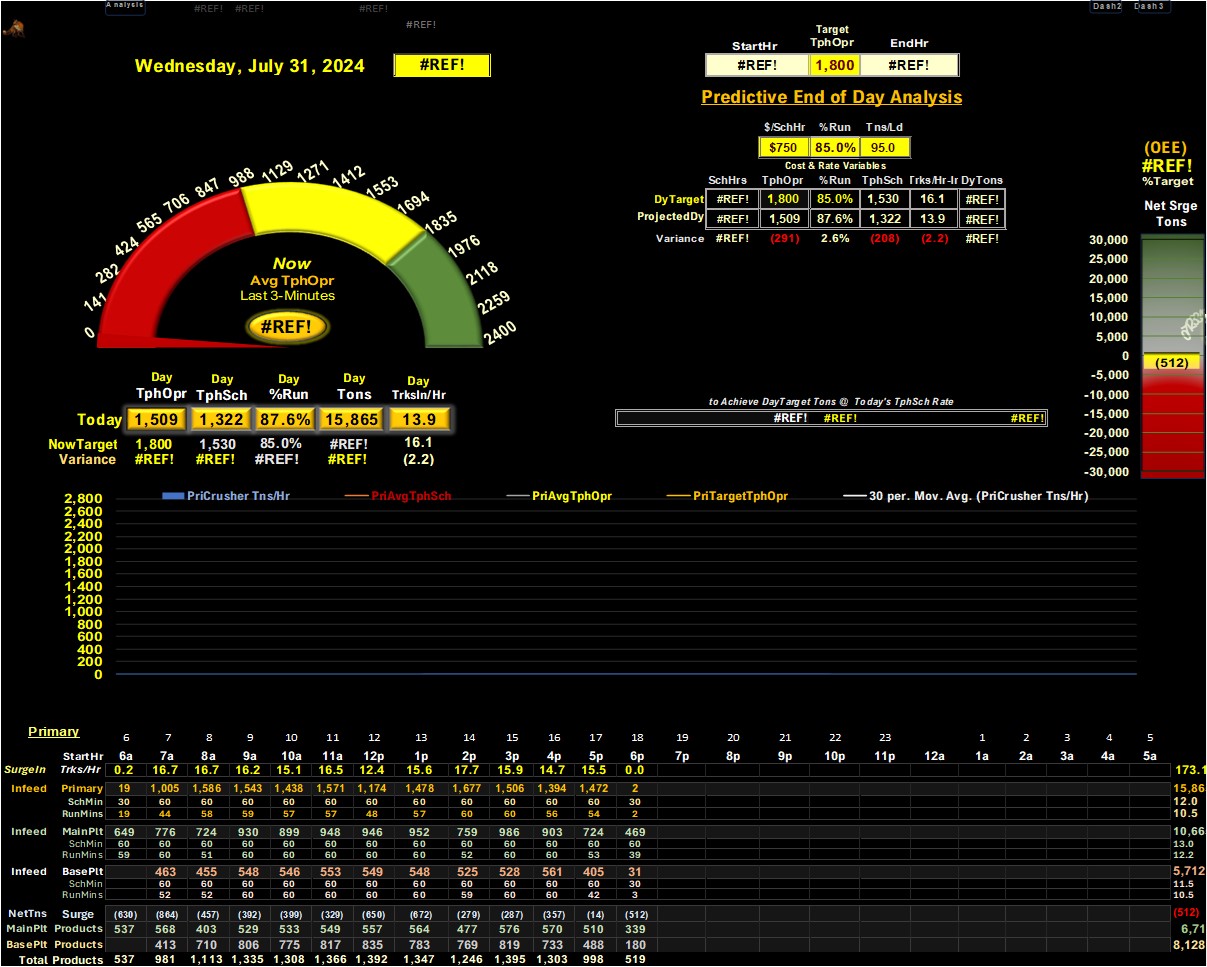 Analysis #REF! #REF! #REF! Dash2 Dash3
#REF!
Wednesday, July 31, 2024 #REF!
Target
StartHr TphOpr EndHr
#REF! 1,800 #REF!
Predictive End of Day Analysis
$/SchHr %Run Tns/Ld
$750 85.0% 95.0
Cost & Rate Variables
SchHrs TphOpr %Run TphSch Trks/Hr-Ir DyTons
DyTarget #REF! 1,800 85.0% 1,530 16.1 #REF!
ProjectedDy #REF! 1,509 87.6% 1,322 13.9 #REF!
Variance #REF! (291) 2.6% (208) (2.2) #REF!
(OEE)
#REF!
%Target
Net Srge
Tons
30,000
25,000
20,000
15,000
10,000
5,000
0
-5,000
-10,000
-15,000
-20,000
-25,000
-30,000
(512)
0 141 282 424 565 706 847 988 1129 1271 1412 1553 1694 1835 1976 2118 2259 2400
Now
Avg TphOpr
Last 3-Minutes
#REF!
Day Day Day Day Day
TphOpr TphSch %Run Tons TrksIn/Hr
Today 1,509 1,322 87.6% 15,865 13.9
NowTarget 1,800 1,530 85.0% #REF! 16.1
Variance #REF! #REF! #REF! #REF! (2.2)
to Achieve DayTarget Tons @ Today's TphSch Rate
#REF! #REF! #REF!
PriCrusher Tns/Hr PriAvgTphSch PriAvgTphOpr PriTargetTphOpr 30 per. Mov. Avg. (PriCrusher Tns/Hr)
2,800
2,600
2,400
2,200
2,000
1,800
1,600
1,400
1,200
1,000
800
600
400
200
0
Primary 6 7 8 9 10 11 12 13 14 15 16 17 18 19 20 21 22 23 1 2 3 4 5
StartHr 6a 7a 8a 9a 10a 11a 12p 1p 2p 3p 4p 5p 6p 7p 8p 9p 10p 11p 12a 1a 2a 3a 4a 5a
SurgeIn Trks/Hr 0.2 16.7 16.7 16.2 15.1 16.5 12.4 15.6 17.7 15.9 14.7 15.5 0.0 173.1
Infeed Primary 19 1,005 1,586 1,543 1,438 1,571 1,174 1,478 1,677 1,506 1,394 1,472 2 15,86
SchMin 30 60 60 60 60 60 60 60 60 60 60 60 30 12.0
RunMins 19 44 58 59 57 57 48 57 60 60 56 54 2 10.5
Infeed MainPlt 649 776 724 930 899 948 946 952 759 986 903 724 469 10,66
SchMin 60 60 60 60 60 60 60 60 60 60 60 60 60 13.0
RunMins 59 60 51 60 60 60 60 60 52 60 60 53 39 12.2
Infeed BasePlt 463 455 548 546 553 549 548 525 528 561 405 31 5,712
SchMin 60 60 60 60 60 60 60 60 60 60 60 30 11.5
RunMins 52 52 60 60 60 60 60 59 60 60 42 3 10.5
NetTns Surge (630) (864) (457) (392) (399) (329) (650) (672) (279) (287) (357) (14) (512) (512)
MainPlt Products 537 568 403 529 533 549 557 564 477 576 570 510 339 6,71
BasePlt Products 413 710 806 775 817 835 783 769 819 733 488 180 8,128
Total Products 537 981 1,113 1,335 1,308 1,366 1,392 1,347 1,246 1,395 1,303 998 519